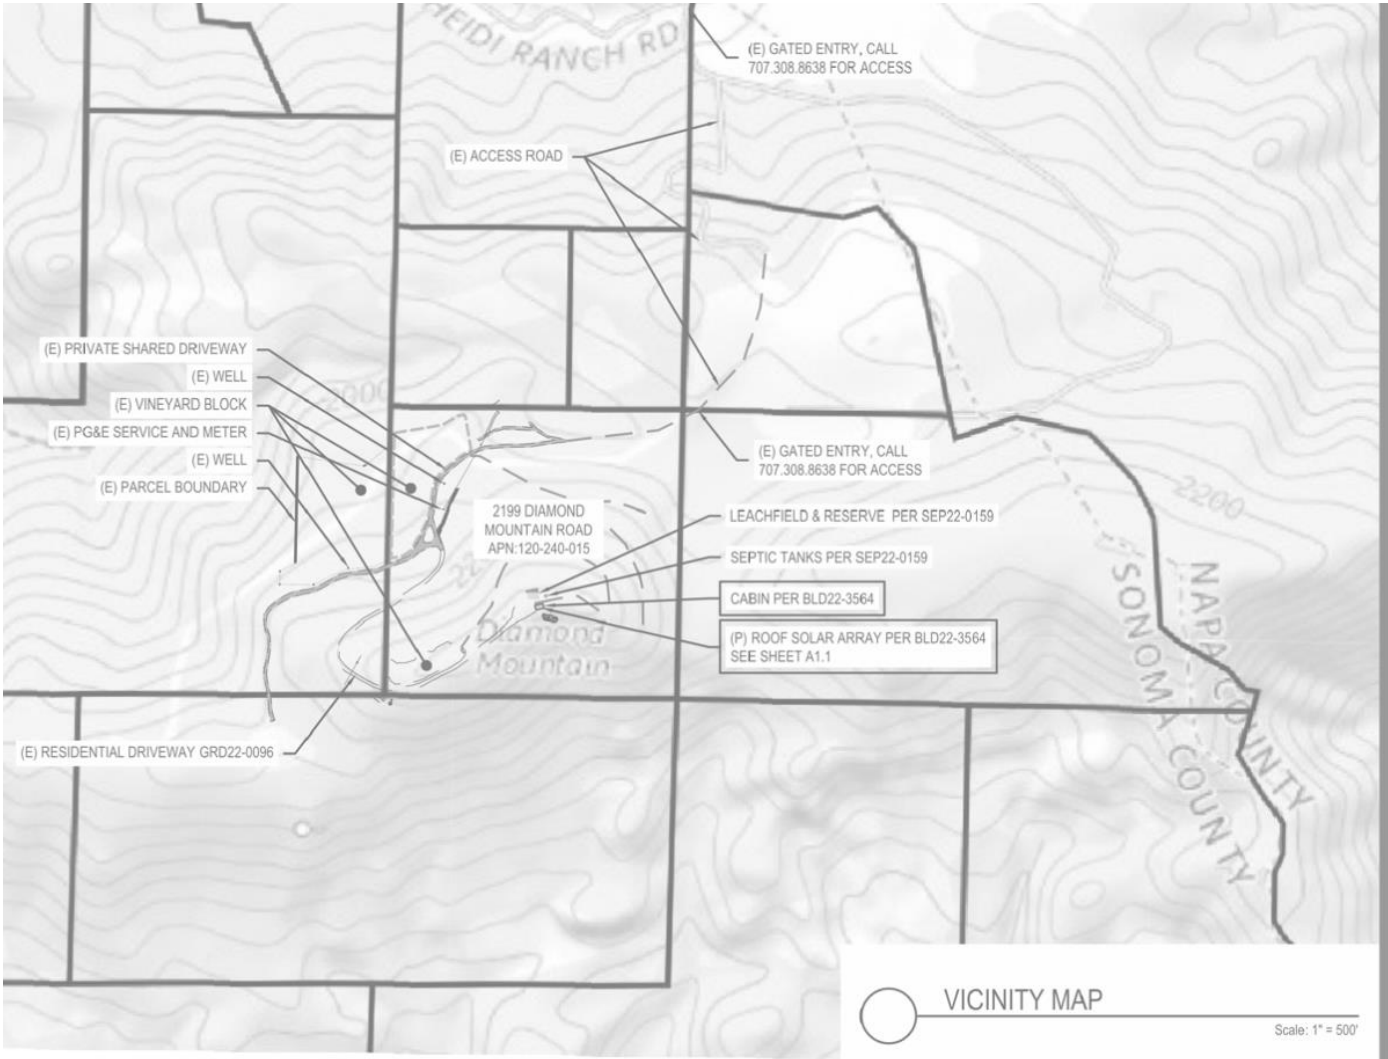 HEIDI RANCH RD
(E) GATED ENTRY, CALL
707.308.8638 FOR ACCESS
(E) ACCESS ROAD
(E) PRIVATE SHARED DRIVEWAY
(E) WELL
2000
(E) VINEYARD BLOCK
(E) PG&E SERVICE AND METER
(E) WELL
(E) PARCEL BOUNDARY
(E) GATED ENTRY, CALL
707.308.8638 FOR ACCESS
2200
2199 DIAMOND
MOUNTAIN ROAD
APN:120-240-015
LEACHFIELD & RESERVE PER SEP22-0159
SEPTIC TANKS PER SEP22-0159
CABIN PER BLD22-3564
(P) ROOF SOLAR ARRAY PER BLD22-3564
SEE SHEET A1.1
Diamond
Mountain
NAPA COUNTY
SONOMA COUNTY
(E) RESIDENTIAL DRIVEWAY GRD22-0096
VICINITY MAP
Scale: 1" = 500'